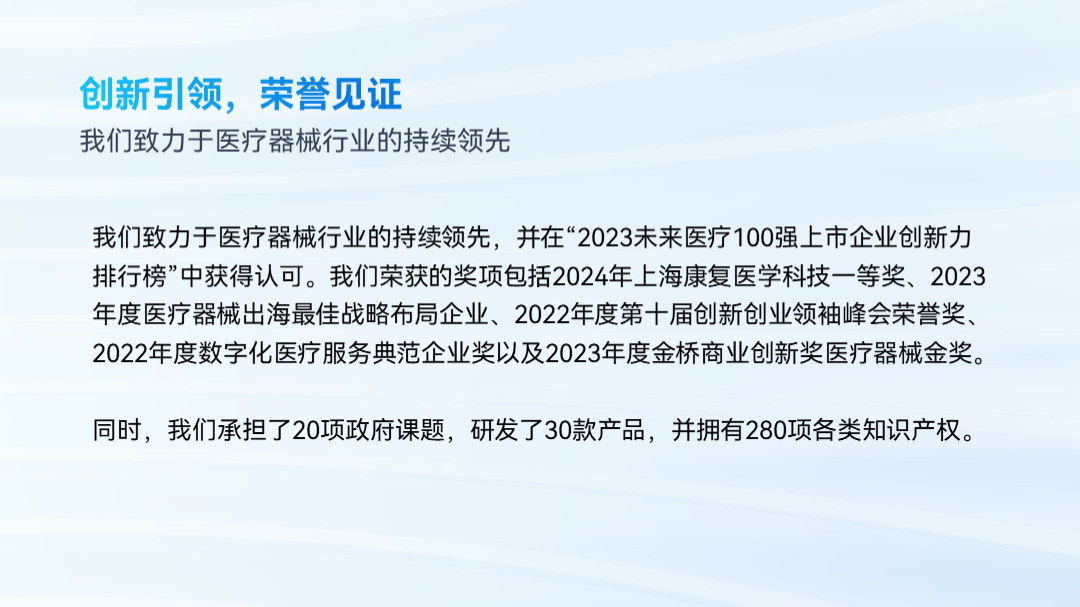 创新引领，荣誉见证
我们致力于医疗器械行业的持续领先
我们致力于医疗器械行业的持续领先，并在“2023未来医疗100强上市企业创新力
排行榜”中获得认可。我们荣获的奖项包括2024年上海康复医学科技一等奖、2023
年度医疗器械出海最佳战略布局企业、2022年度第十届创新创业领袖峰会荣誉奖、
2022年度数字化医疗服务典范企业奖以及2023年度金桥商业创新奖医疗器械金奖。
同时，我们承担了20项政府课题，研发了30款产品，并拥有280项各类知识产权。